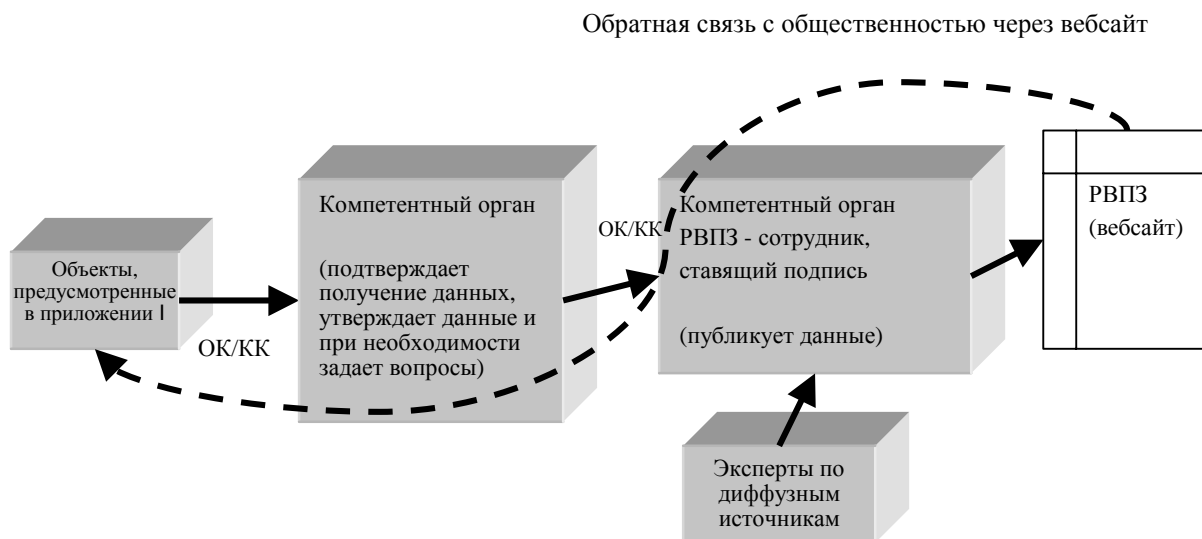 Обратная связь с общественностью через вебсайт
Объекты,
предусмотренные
в приложении I
ОК/КК
Компетентный орган
(подтверждает
получение данных,
утверждает данные и
при необходимости
задает вопросы)
ОК/КК
Компетентный орган
РВПЗ - сотрудник,
ставящий подпись
(публикует данные)
РВПЗ
(вебсайт)
Эксперты по
диффузным
источникам